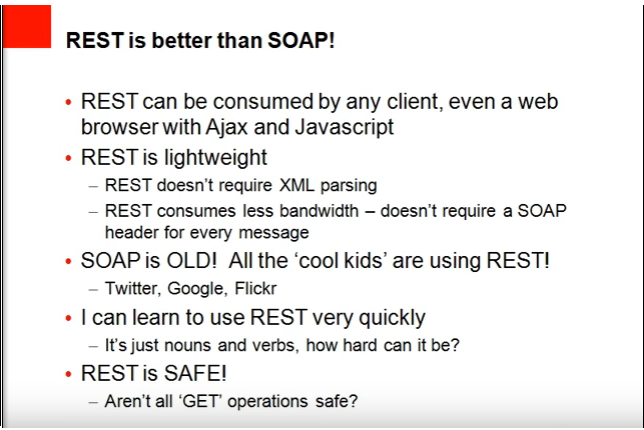 REST is better than SOAP!
• REST can be consumed by any client, even a web
browser with Ajax and Javascript
• REST is lightweight
– REST doesn't require XML parsing
– REST consumes less bandwidth – doesn't require a SOAP
header for every message
• SOAP is OLD!  All the 'cool kids' are using REST!
– Twitter, Google, Flickr
• I can learn to use REST very quickly
– It's just nouns and verbs, how hard can it be?
• REST is SAFE!
– Aren't all 'GET' operations safe?